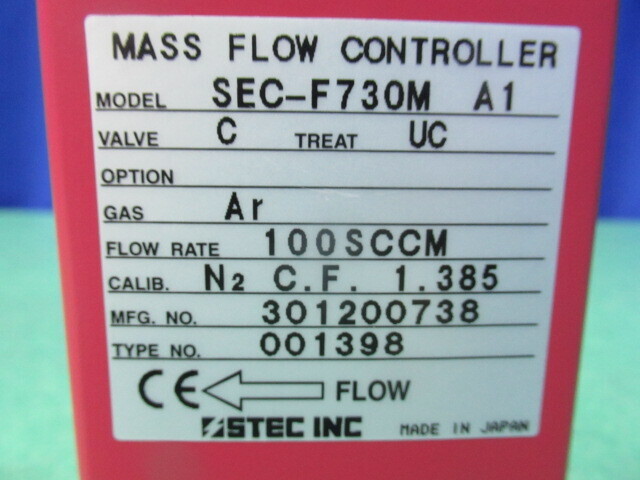 MASS FLOW CONTROLLER
MODEL SEC-F730M A1
VALVE C TREAT UC
OPTION
GAS Ar
FLOW RATE 100SCCM
CALIB. N2 C.F. 1.385
MFG. NO. 301200738
TYPE NO. 001398
CE FLOW
STEC INC MADE IN JAPAN